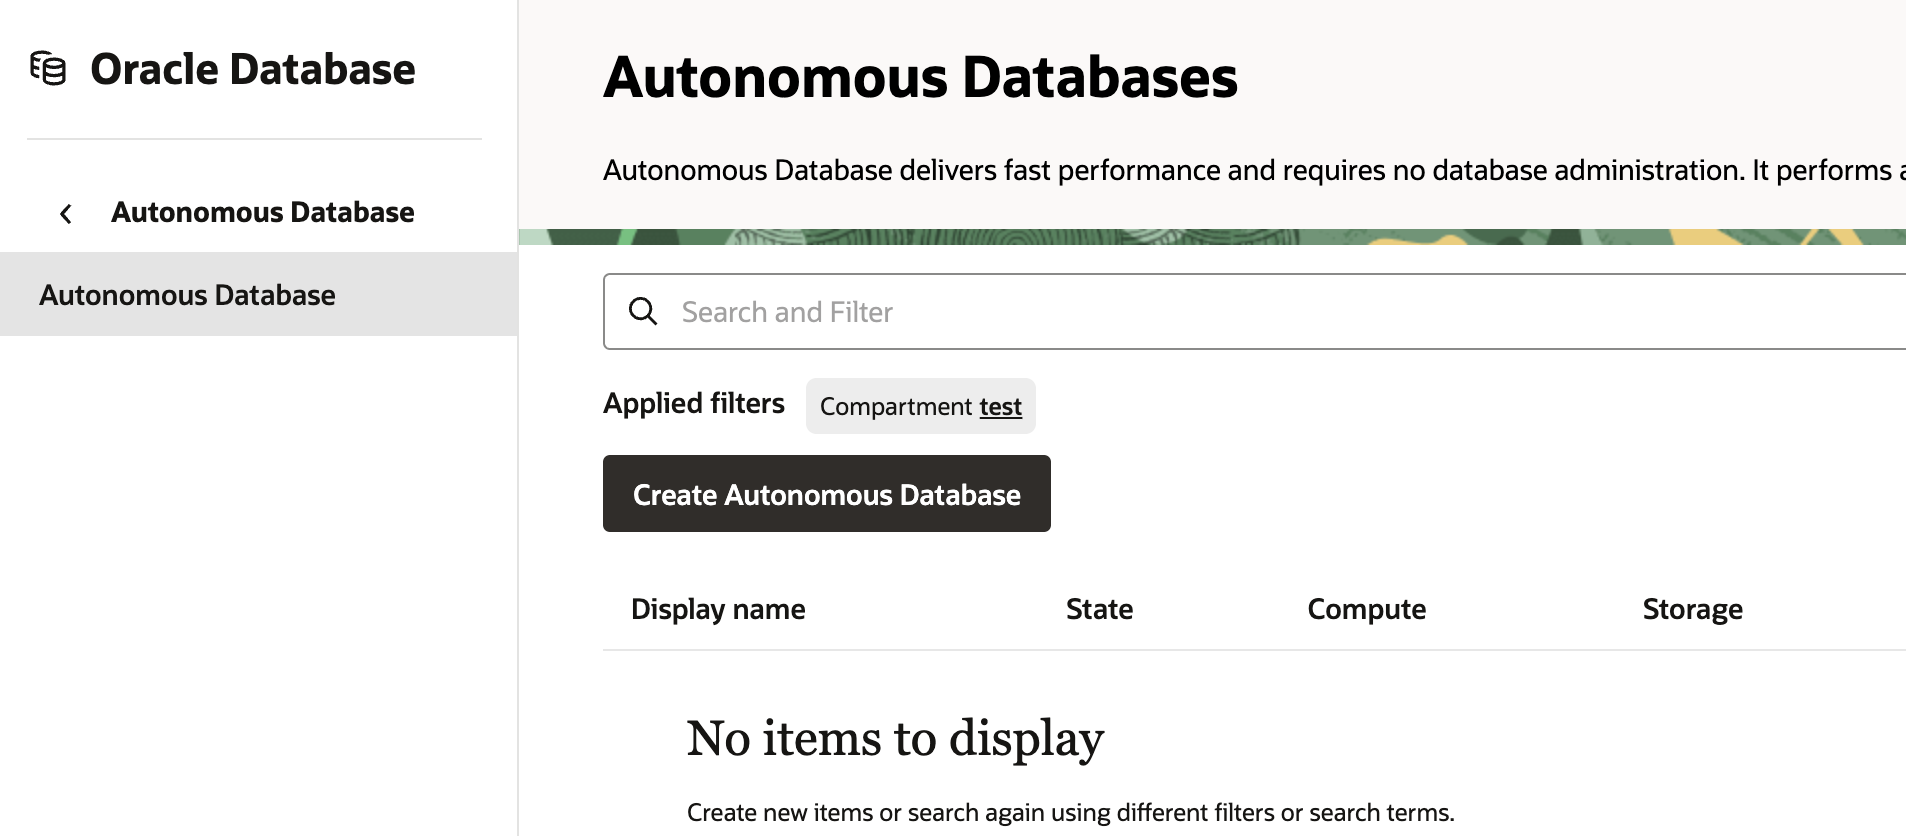 Oracle Database
Autonomous Database
Autonomous Database
Autonomous Databases
Autonomous Database delivers fast performance and requires no database administration. It performs
Search and Filter
Applied filters
Compartment test
Create Autonomous Database
Display name State Compute Storage
No items to display
Create new items or search again using different filters or search terms.